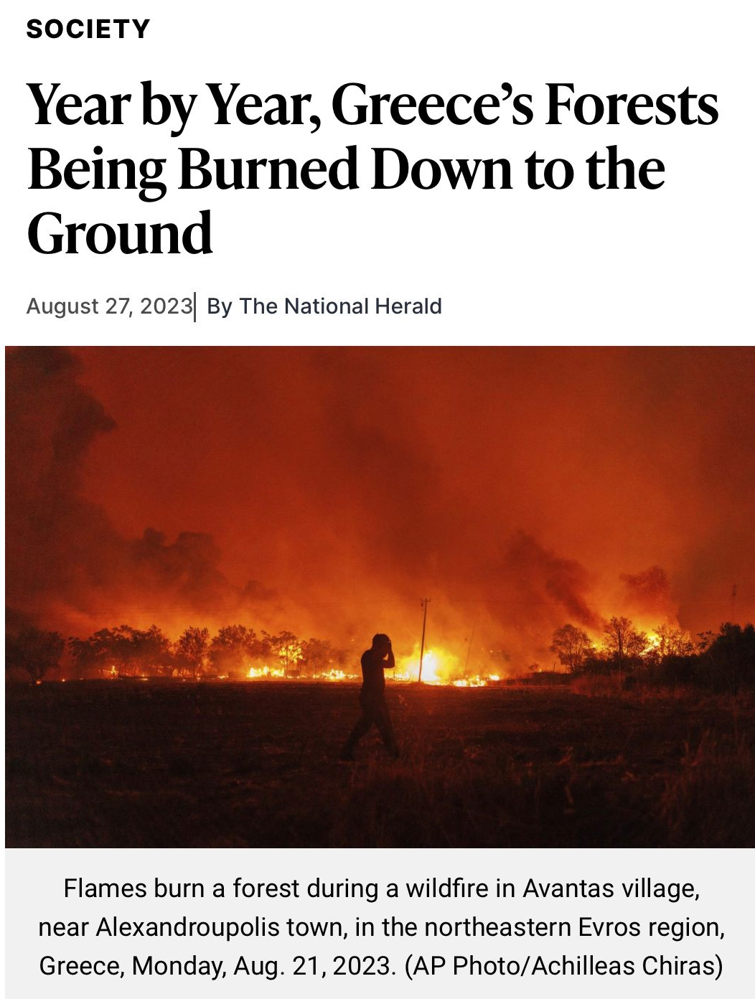 SOCIETY
Year by Year, Greece’s Forests
Being Burned Down to the
Ground
August 27, 2023| By The National Herald
Flames burn a forest during a wildfire in Avantas village,
near Alexandroupolis town, in the northeastern Evros region,
Greece, Monday, Aug. 21, 2023. (AP Photo/Achilleas Chiras)